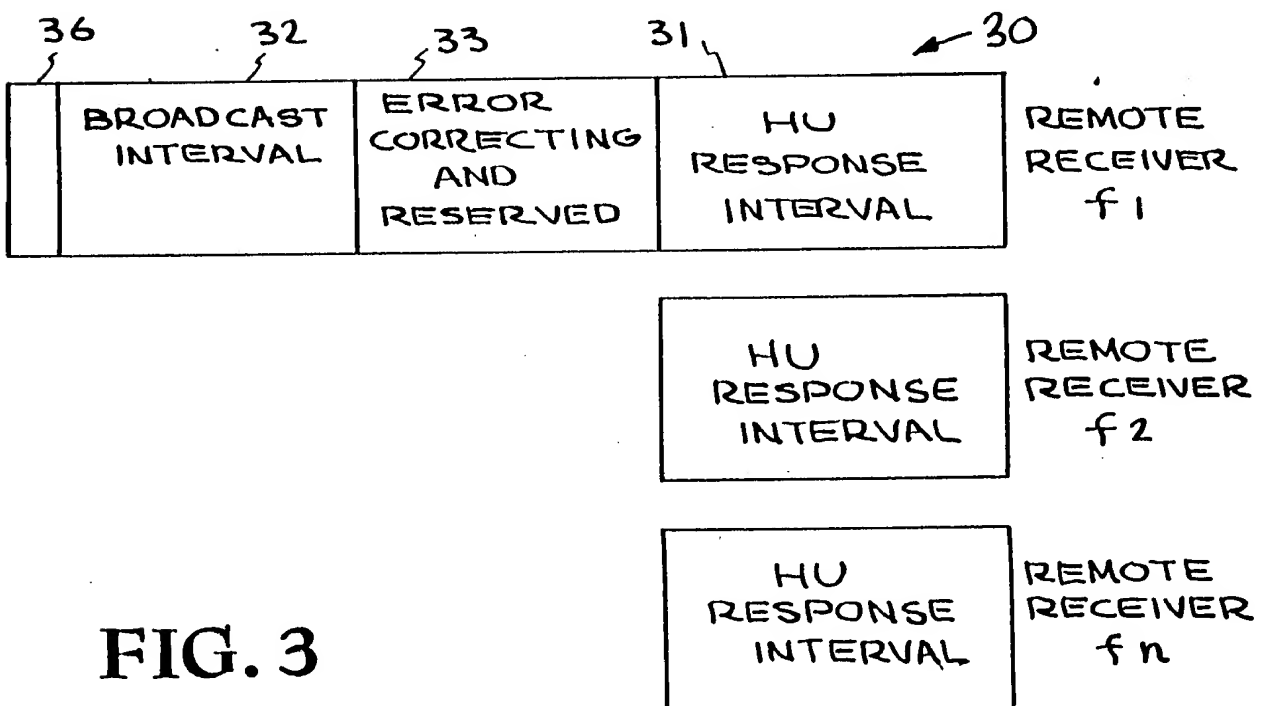 36 32 33 31 30
BROADCAST
INTERVAL
ERROR
CORRECTING
AND
RESERVED
HU
RESPONSE
INTERVAL
REMOTE
RECEIVER
f1
HU
RESPONSE
INTERVAL
REMOTE
RECEIVER
f2
HU
RESPONSE
INTERVAL
REMOTE
RECEIVER
fn
FIG. 3